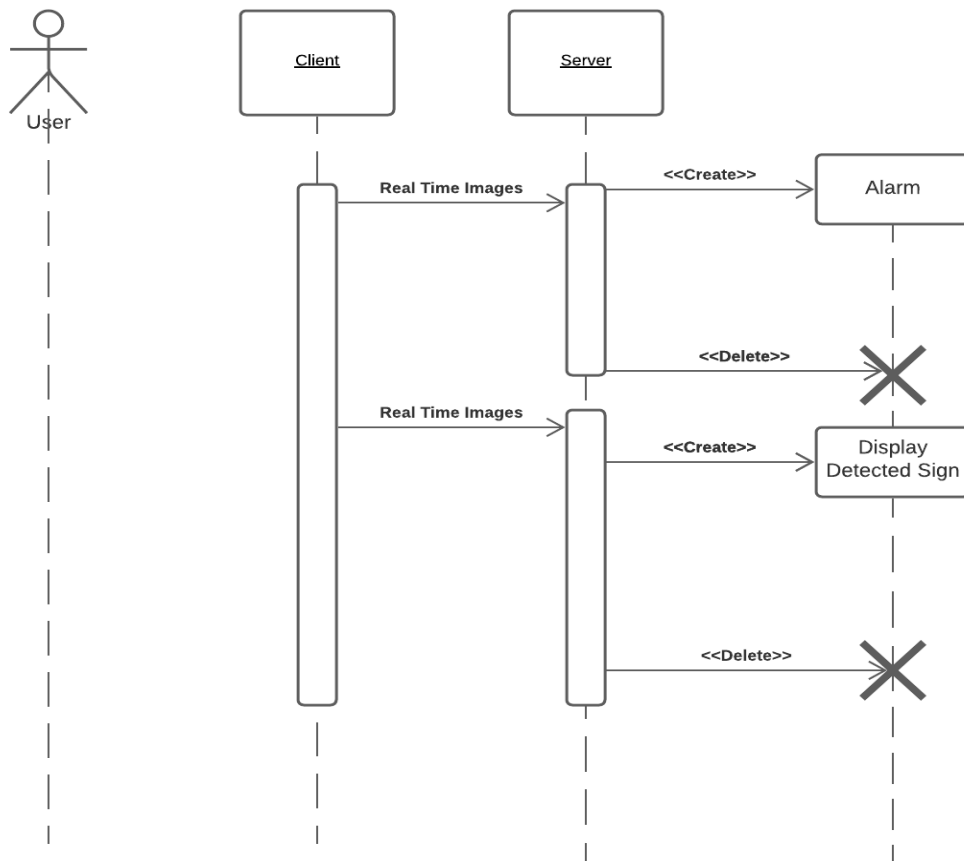 Client
Server
User
Real Time Images
<<Create>>
Alarm
<<Delete>>
Real Time Images
<<Create>>
Display
Detected Sign
<<Delete>>